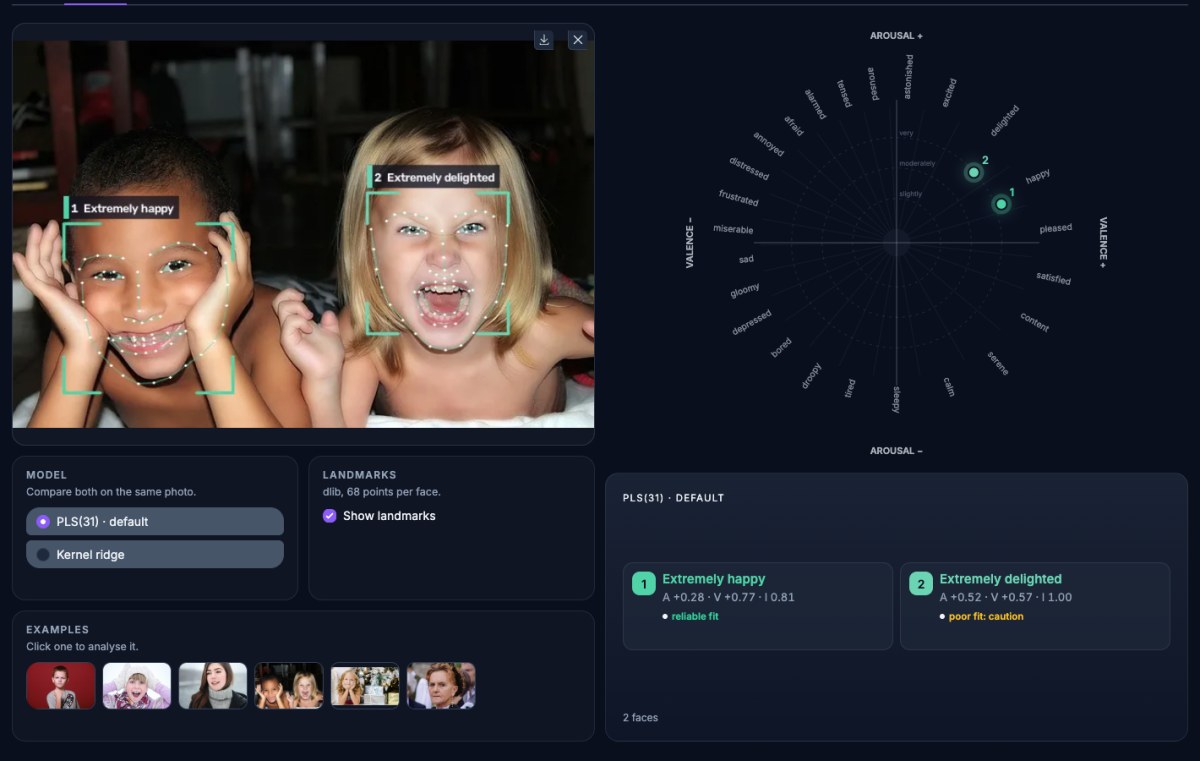 1 Extremely happy
2 Extremely delighted
AROUSAL +
astonished
excited
delighted
happy
pleased
satisfied
content
serene
calm
sleepy
tired
droopy
bored
depressed
gloomy
sad
miserable
frustrated
distressed
annoyed
afraid
alarmed
tensed
aroused
very
moderately
slightly
2
1
VALENCE –
VALENCE +
AROUSAL –
MODEL
Compare both on the same photo.
PLS(31) · default
Kernel ridge
LANDMARKS
dlib, 68 points per face.
Show landmarks
EXAMPLES
Click one to analyse it.
PLS(31) · DEFAULT
1 Extremely happy
A +0.28 · V +0.77 · I 0.81
reliable fit
2 Extremely delighted
A +0.52 · V +0.57 · I 1.00
poor fit: caution
2 faces